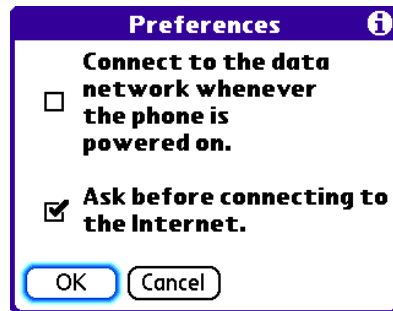 Preferences
Connect to the data
network whenever
the phone is
powered on.
Ask before connecting to
the Internet.
OK Cancel